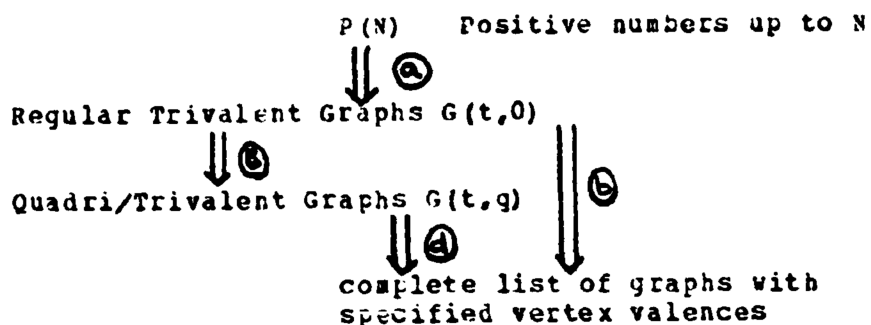 P(N) Positive numbers up to N
a
Regular Trivalent Graphs G(t,0)
B
b
Quadri/Trivalent Graphs G(t,q)
d
complete list of graphs with
specified vertex valences